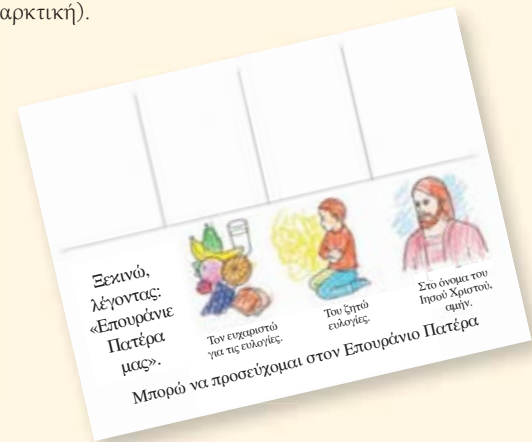 αρκτική).
Ξεκινώ,
λέγοντας:
«Επουράνιε
Πατέρα
μας».
Τον ευχαριστώ
για τις ευλογίες.
Του ζητώ
ευλογίες.
Στο όνομα του
Ιησού Χριστού,
αμήν.
Μπορώ να προσεύχομαι στον Επουράνιο Πατέρα